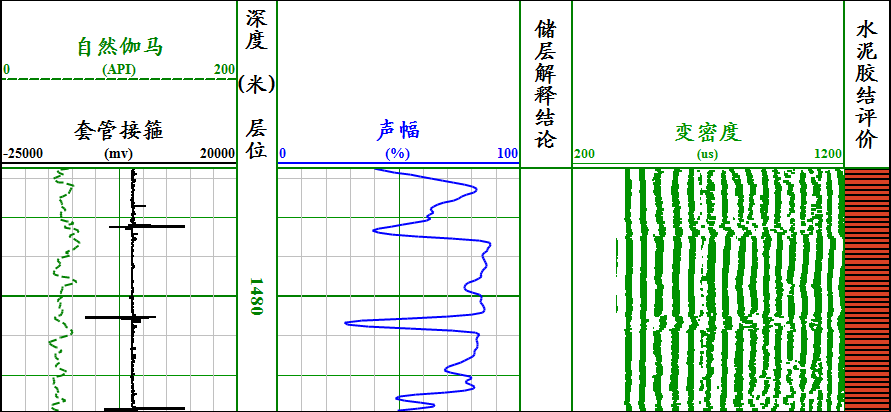 自然伽马
0 (API) 200
套管接箍
-25000 (mv) 20000
深度(米)
层位
声幅
0 (%) 100
储层解释结论
变密度
200 (us) 1200
水泥胶结评价
1480